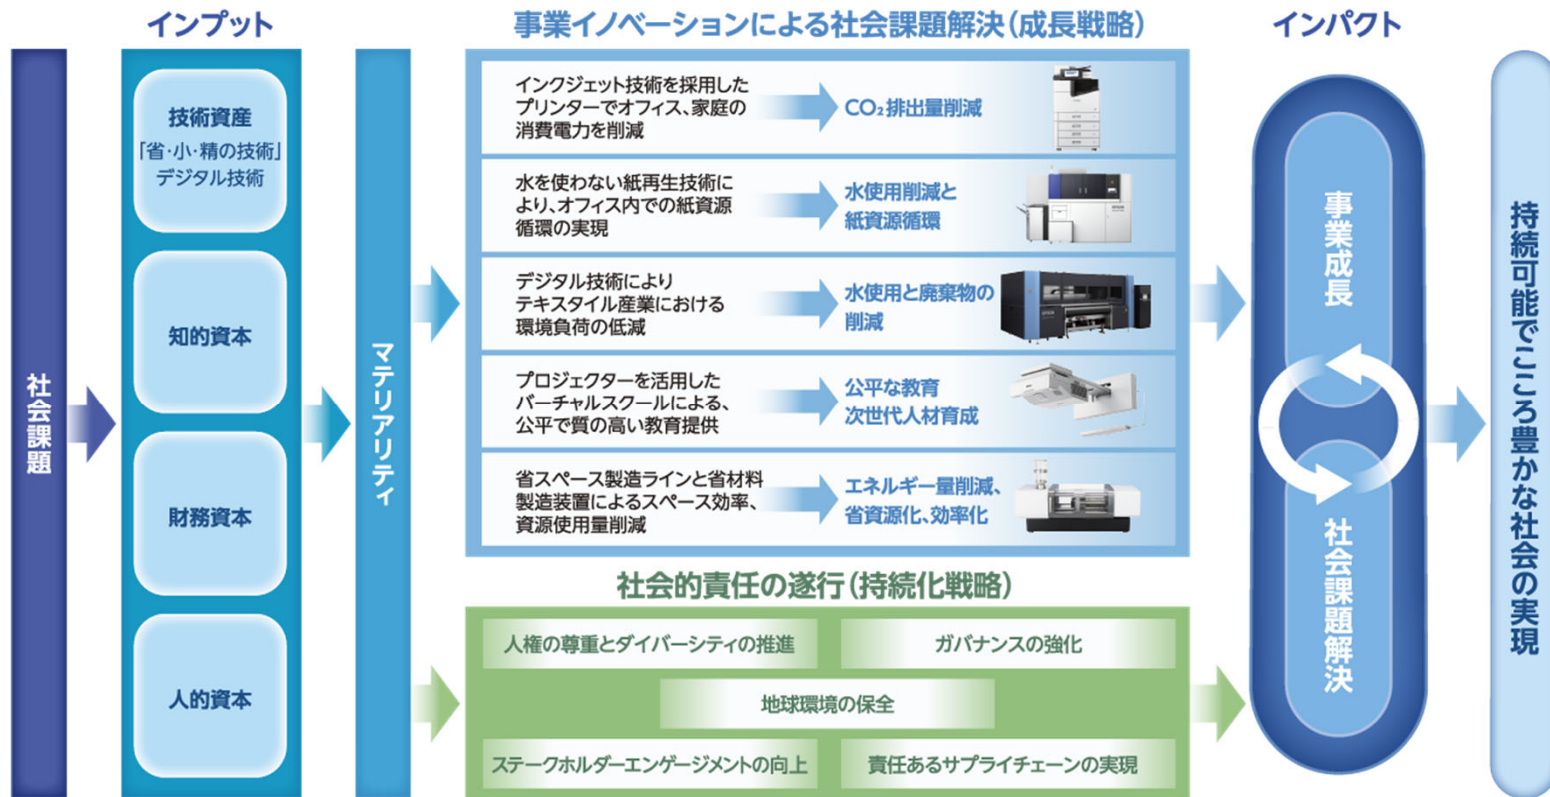 インプット
事業イノベーションによる社会課題解決（成長戦略）
インパクト
社会課題
技術資産
「省・小・精の技術」
デジタル技術
知的資本
財務資本
人的資本
マテリアリティ
インクジェット技術を採用した
プリンターでオフィス、家庭の
消費電力を削減
CO₂排出量削減
水を使わない紙再生技術に
より、オフィス内での紙資源
循環の実現
水使用削減と
紙資源循環
デジタル技術により
テキスタイル産業における
環境負荷の低減
水使用と廃棄物の
削減
プロジェクターを活用した
バーチャルスクールによる、
公平で質の高い教育提供
公平な教育
次世代人材育成
省スペース製造ラインと省材料
製造装置によるスペース効率、
資源使用量削減
エネルギー量削減、
省資源化、効率化
社会的責任の遂行（持続化戦略）
人権の尊重とダイバーシティの推進
ガバナンスの強化
地球環境の保全
ステークホルダーエンゲージメントの向上
責任あるサプライチェーンの実現
事業成長
社会課題解決
持続可能でこころ豊かな社会の実現